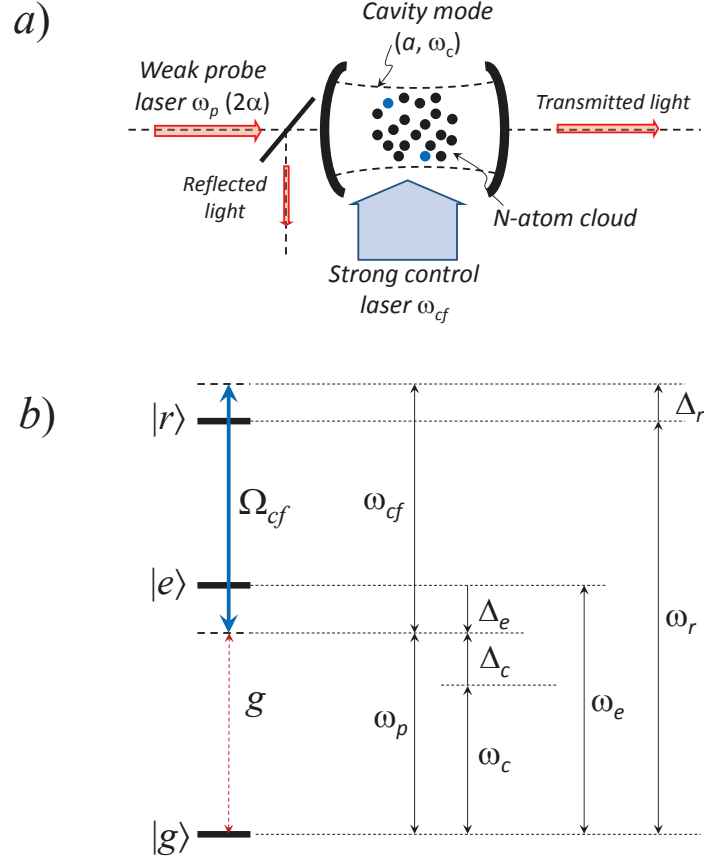 a)
Cavity mode
(a, ω_c)
Weak probe
laser ω_p (2α)
Transmitted light
Reflected
light
N-atom cloud
Strong control
laser ω_cf
b)
|r⟩
Δ_r
Ω_cf
ω_cf
|e⟩
Δ_e
ω_r
Δ_c
g
ω_p
ω_e
ω_c
|g⟩